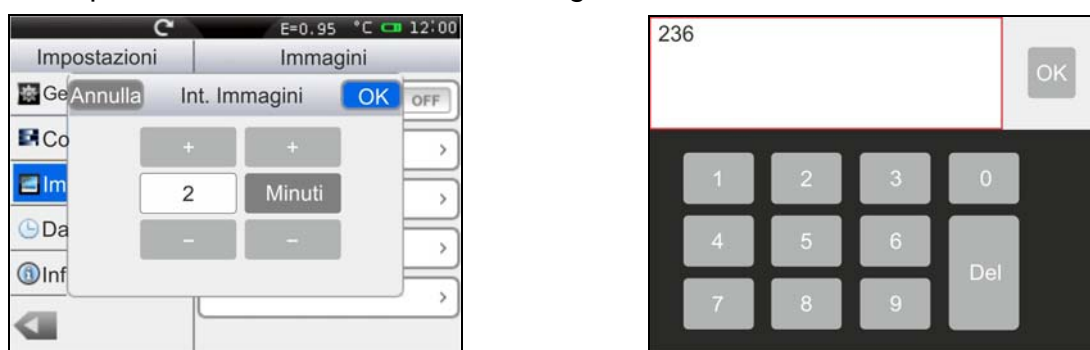 E=0.95 °C 12:00
Impostazioni Immagini
Ge Annulla Int. Immagini OK OFF
Co + +
Im 2 Minuti
Da - -
Inf
236
OK
1 2 3 0
4 5 6
Del
7 8 9